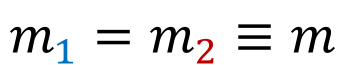 m₁ = m₂ ≡ m